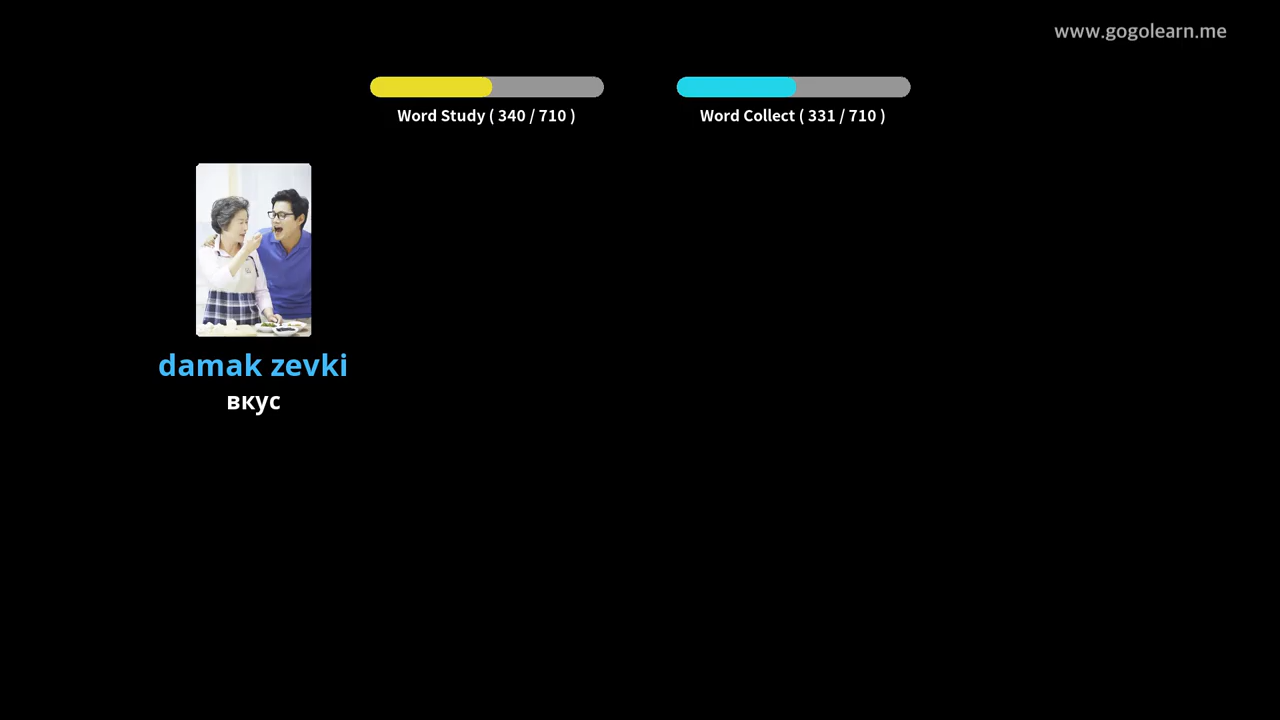 www.gogolearn.me
Word Study ( 340 / 710 )
Word Collect ( 331 / 710 )
damak zevki
вкус